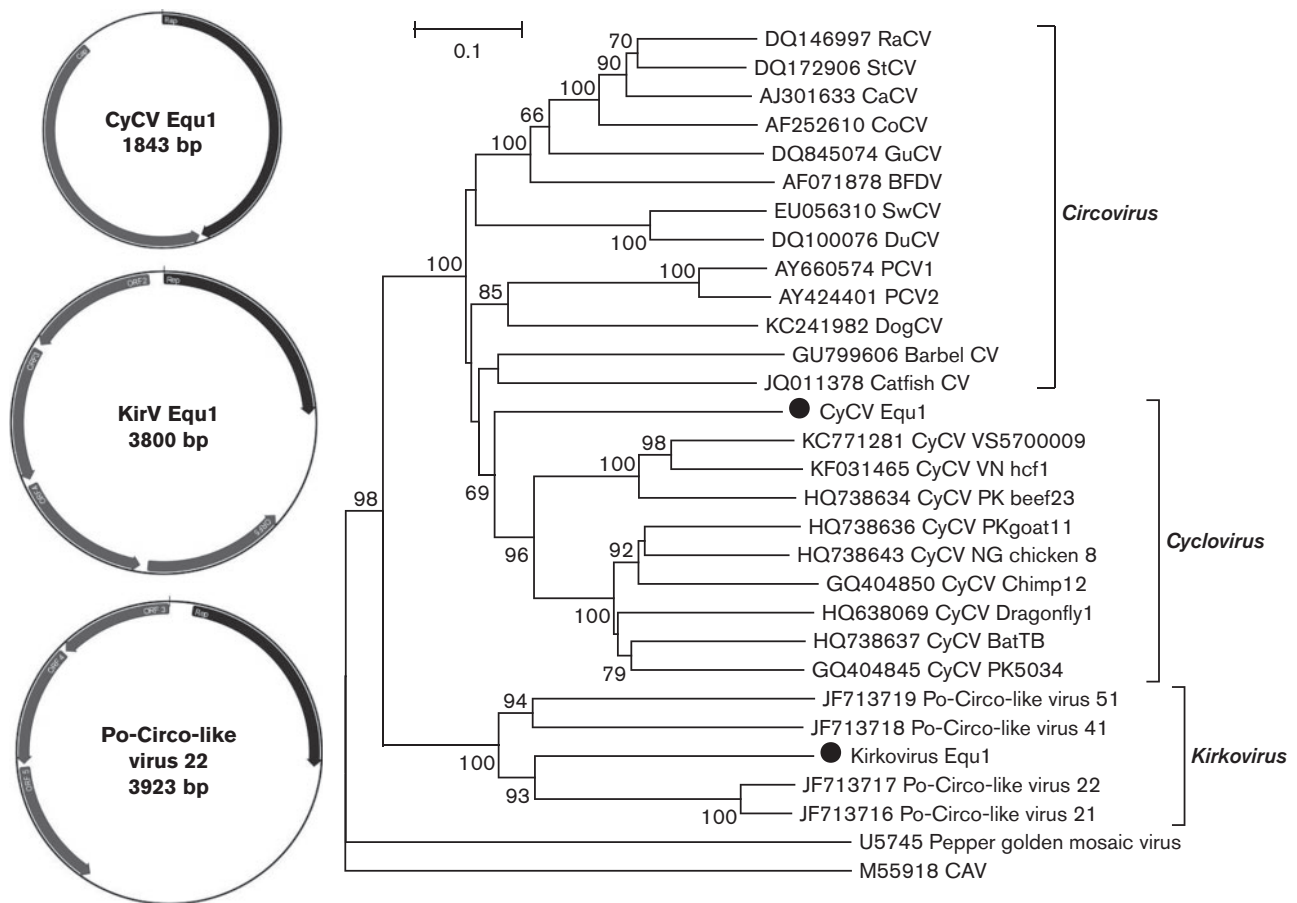 Rep
Cap
CyCV Equ1
1843 bp
ORF2
Rep
ORF3
KirV Equ1
3800 bp
ORF4
ORF5
ORF 3
Rep
ORF4
Po-Circo-like
virus 22
3923 bp
ORF5
0.1
70
DQ146997 RaCV
DQ172906 StCV
90
AJ301633 CaCV
100
AF252610 CoCV
66
DQ845074 GuCV
100
AF071878 BFDV
EU056310 SwCV
100
DQ100076 DuCV
Circovirus
100
100
AY660574 PCV1
AY424401 PCV2
85
KC241982 DogCV
GU799606 Barbel CV
JQ011378 Catfish CV
CyCV Equ1
98
KC771281 CyCV VS5700009
100
KF031465 CyCV VN hcf1
69
HQ738634 CyCV PK beef23
98
96
HQ738636 CyCV PKgoat11
92
HQ738643 CyCV NG chicken 8
Cyclovirus
GQ404850 CyCV Chimp12
100
HQ638069 CyCV Dragonfly1
HQ738637 CyCV BatTB
79
GQ404845 CyCV PK5034
94
JF713719 Po-Circo-like virus 51
JF713718 Po-Circo-like virus 41
100
Kirkovirus Equ1
Kirkovirus
93
JF713717 Po-Circo-like virus 22
100
JF713716 Po-Circo-like virus 21
U5745 Pepper golden mosaic virus
M55918 CAV